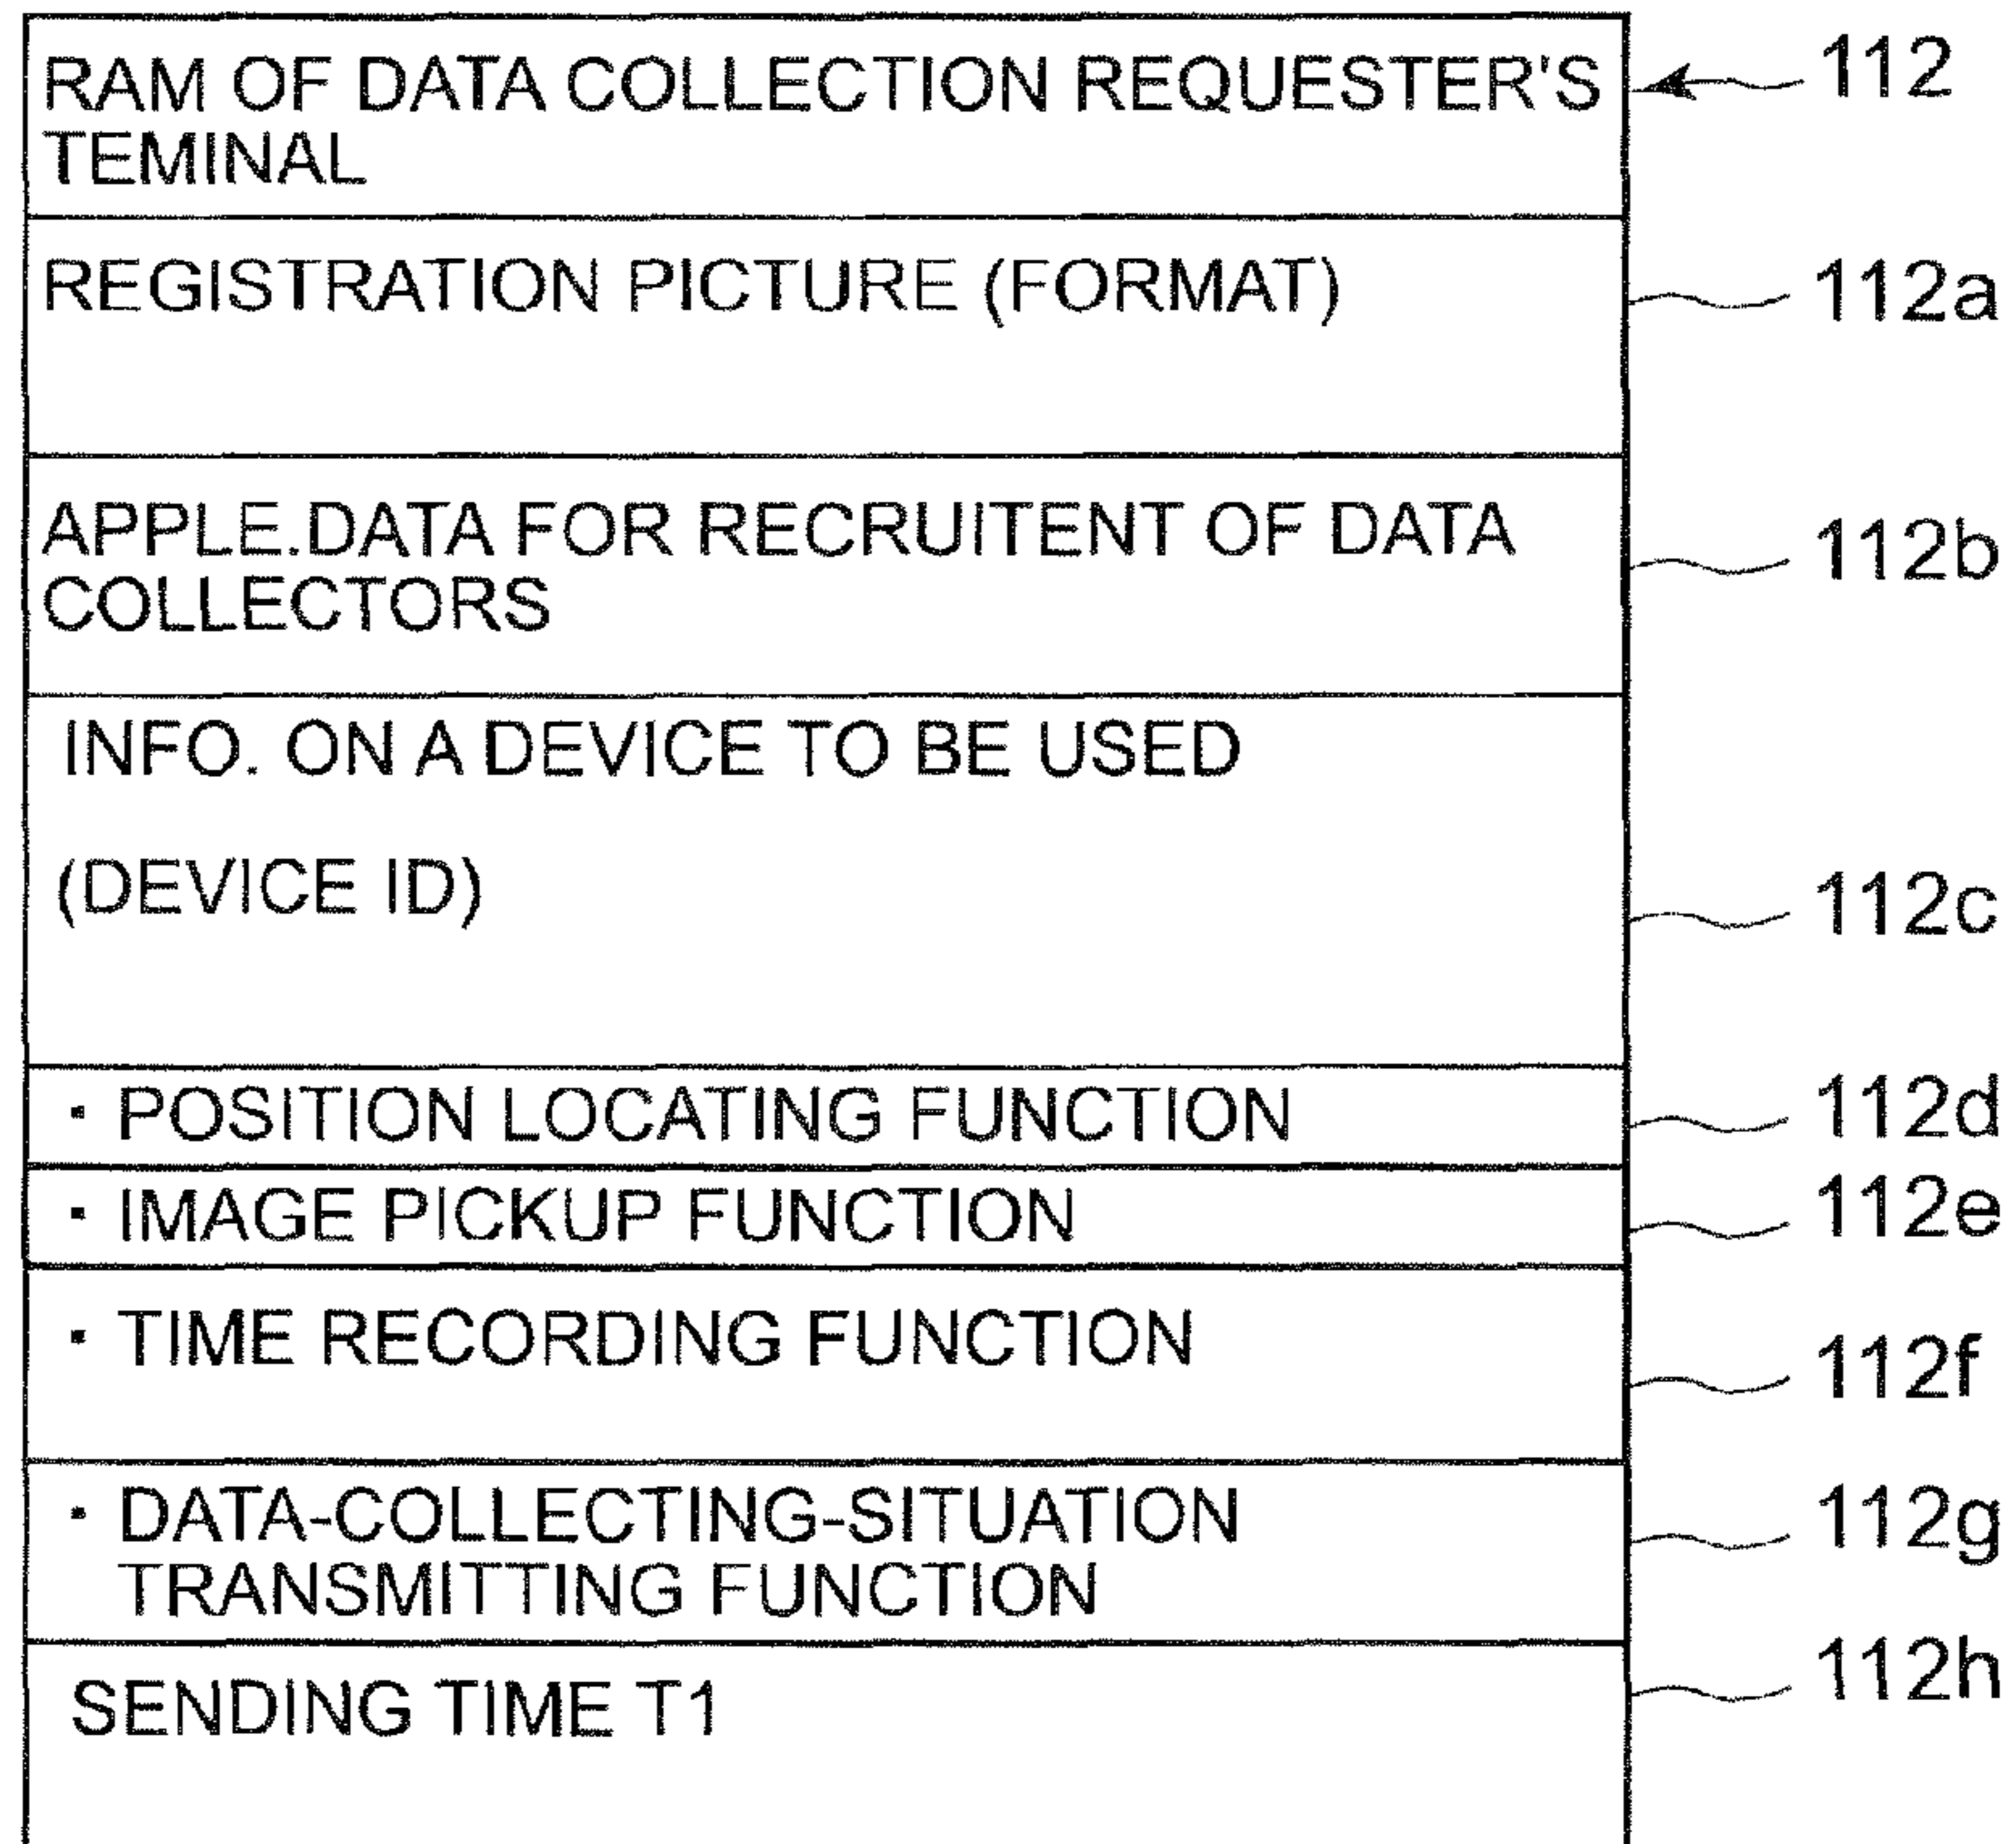 RAM OF DATA COLLECTION REQUESTER'S 112
TEMINAL
REGISTRATION PICTURE (FORMAT) 112a
APPLE.DATA FOR RECRUITENT OF DATA 112b
COLLECTORS
INFO. ON A DEVICE TO BE USED
(DEVICE ID) 112c
· POSITION LOCATING FUNCTION 112d
· IMAGE PICKUP FUNCTION 112e
· TIME RECORDING FUNCTION 112f
· DATA-COLLECTING-SITUATION 112g
TRANSMITTING FUNCTION
SENDING TIME T1 112h